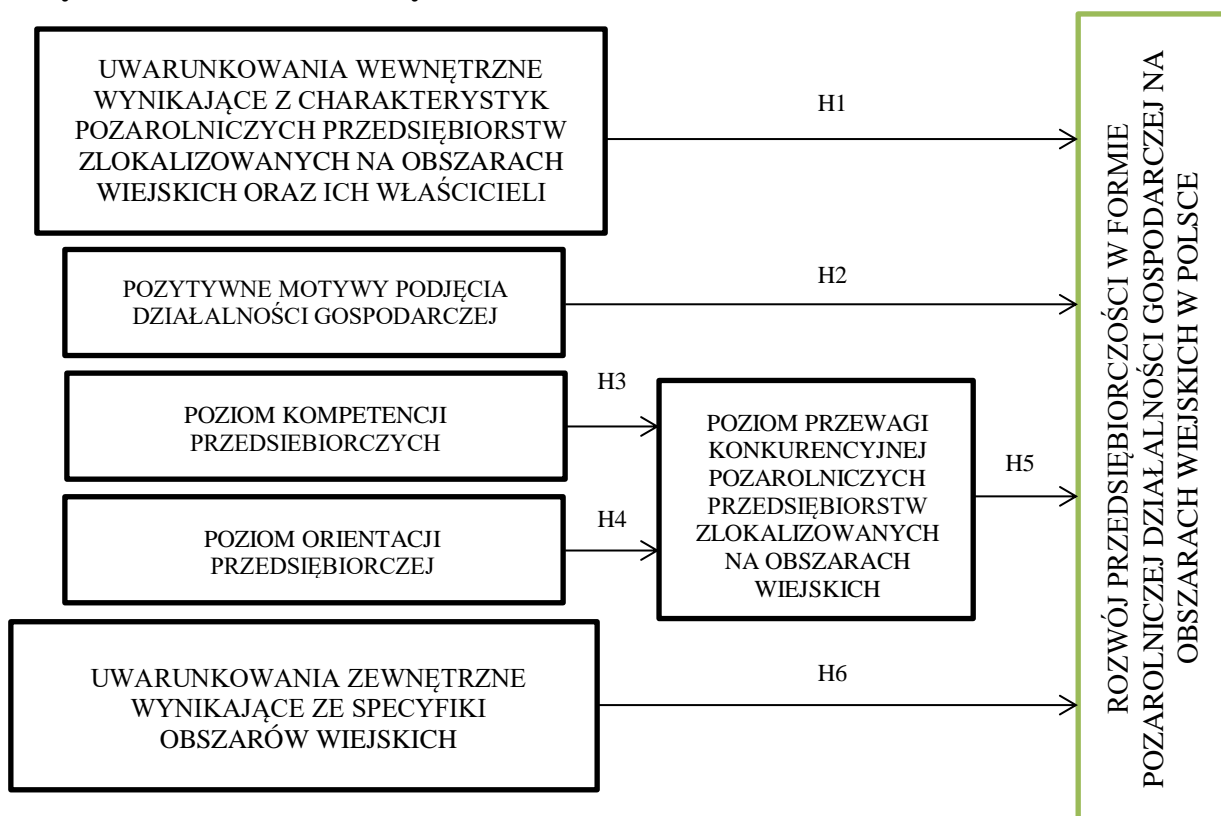 UWARUNKOWANIA WEWNĘTRZNE
WYNIKAJĄCE Z CHARAKTERYSTYK
POZAROLNICZYCH PRZEDSIĘBIORSTW
ZLOKALIZOWANYCH NA OBSZARACH
WIEJSKICH ORAZ ICH WŁAŚCICIELI
H1
POZYTYWNE MOTYWY PODJĘCIA
DZIAŁALNOŚCI GOSPODARCZEJ
H2
POZIOM KOMPETENCJI
PRZEDSIEBIORCZYCH
H3
POZIOM ORIENTACJI
PRZEDSIĘBIORCZEJ
H4
POZIOM PRZEWAGI
KONKURENCYJNEJ
POZAROLNICZYCH
PRZEDSIĘBIORSTW
ZLOKALIZOWANYCH
NA OBSZARACH
WIEJSKICH
H5
UWARUNKOWANIA ZEWNĘTRZNE
WYNIKAJĄCE ZE SPECYFIKI
OBSZARÓW WIEJSKICH
H6
ROZWÓJ PRZEDSIĘBIORCZOŚCI W FORMIE
POZAROLNICZEJ DZIAŁALNOŚCI GOSPODARCZEJ NA
OBSZARACH WIEJSKICH W POLSCE